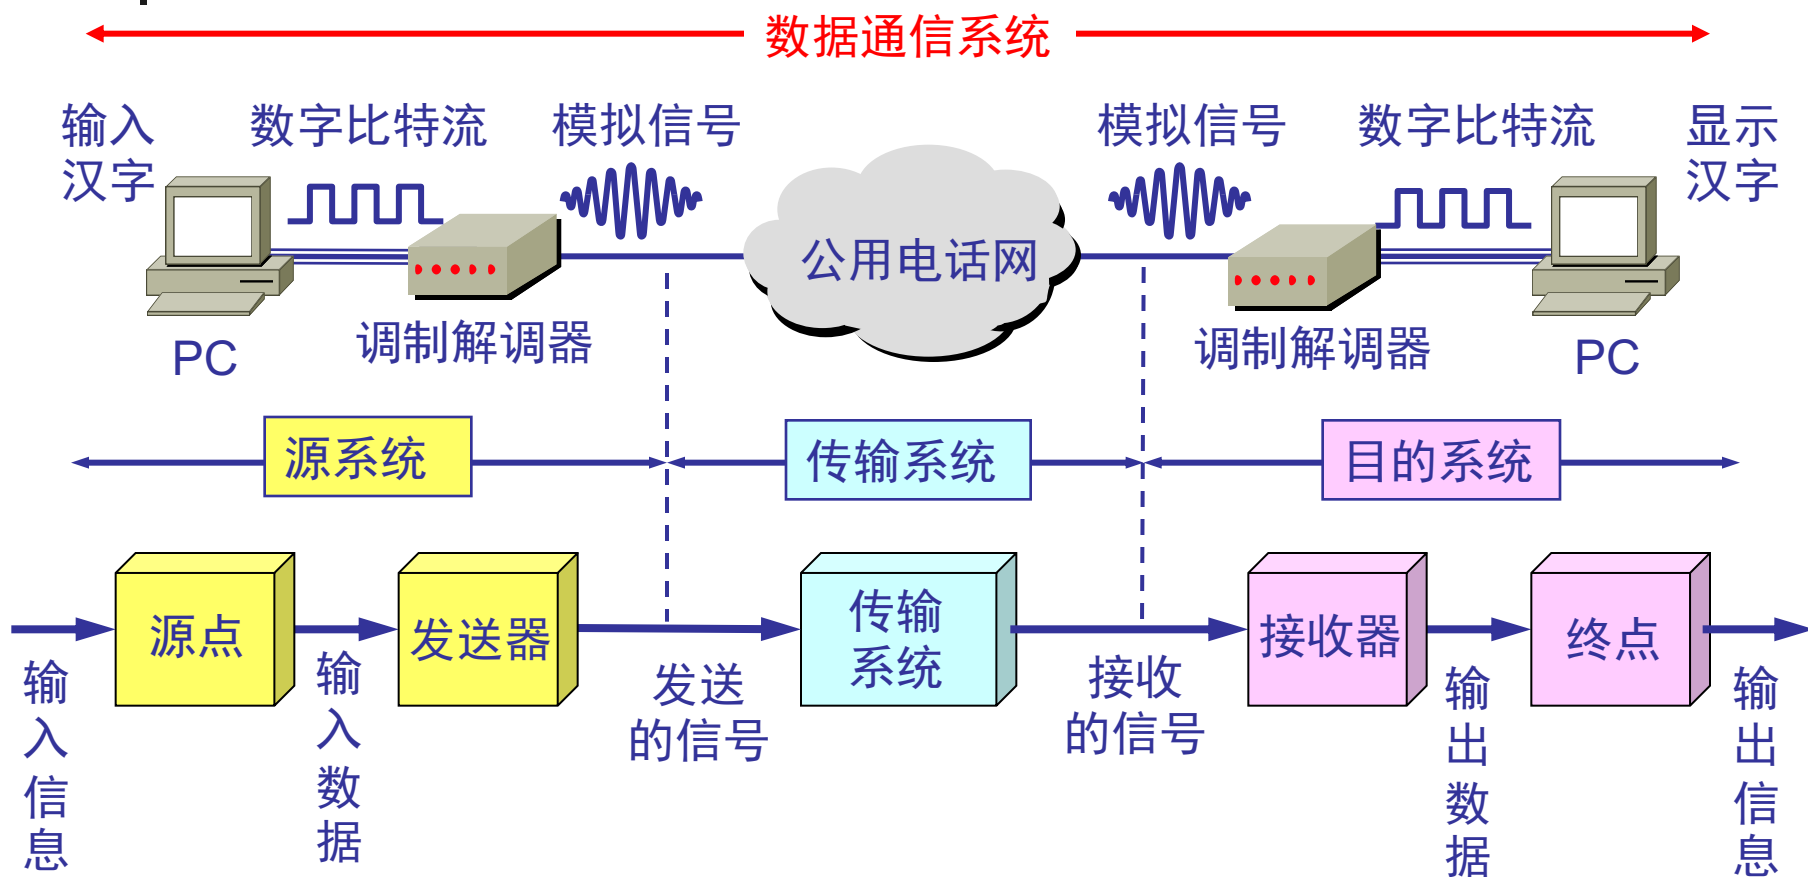 数据通信系统
输入
汉字
数字比特流
模拟信号
模拟信号
数字比特流
显示
汉字
公用电话网
PC
调制解调器
调制解调器
PC
源系统
传输系统
目的系统
源点
发送器
传输
系统
接收器
终点
输入信息
输入数据
发送
的信号
接收
的信号
输出数据
输出信息